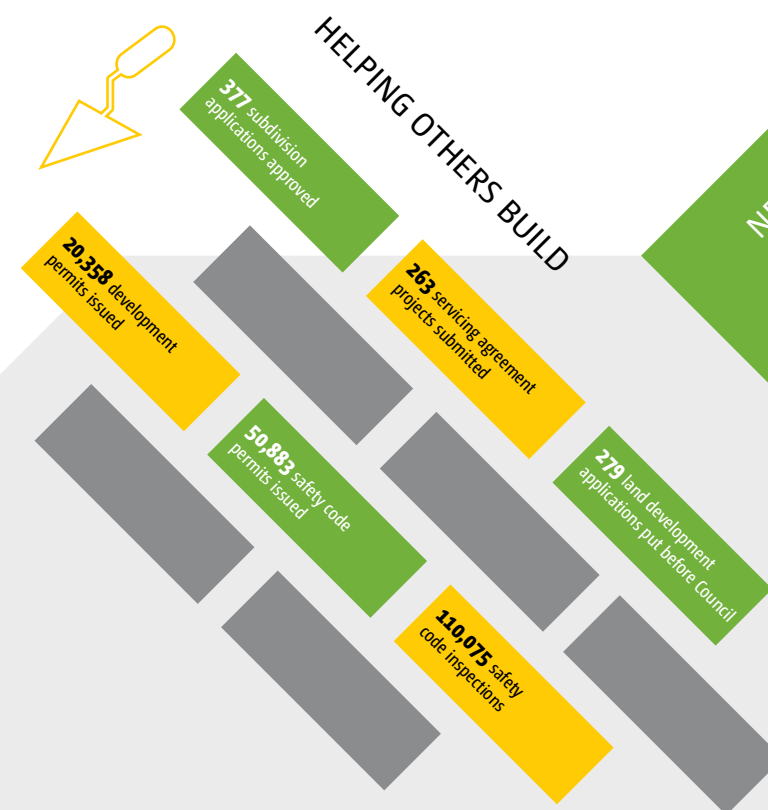 HELPING OTHERS BUILD
377 subdivision
applications approved
20,358 development
permits issued
263 servicing agreement
projects submitted
50,883 safety code
permits issued
279 land development
applications put before Council
110,075 safety
code inspections